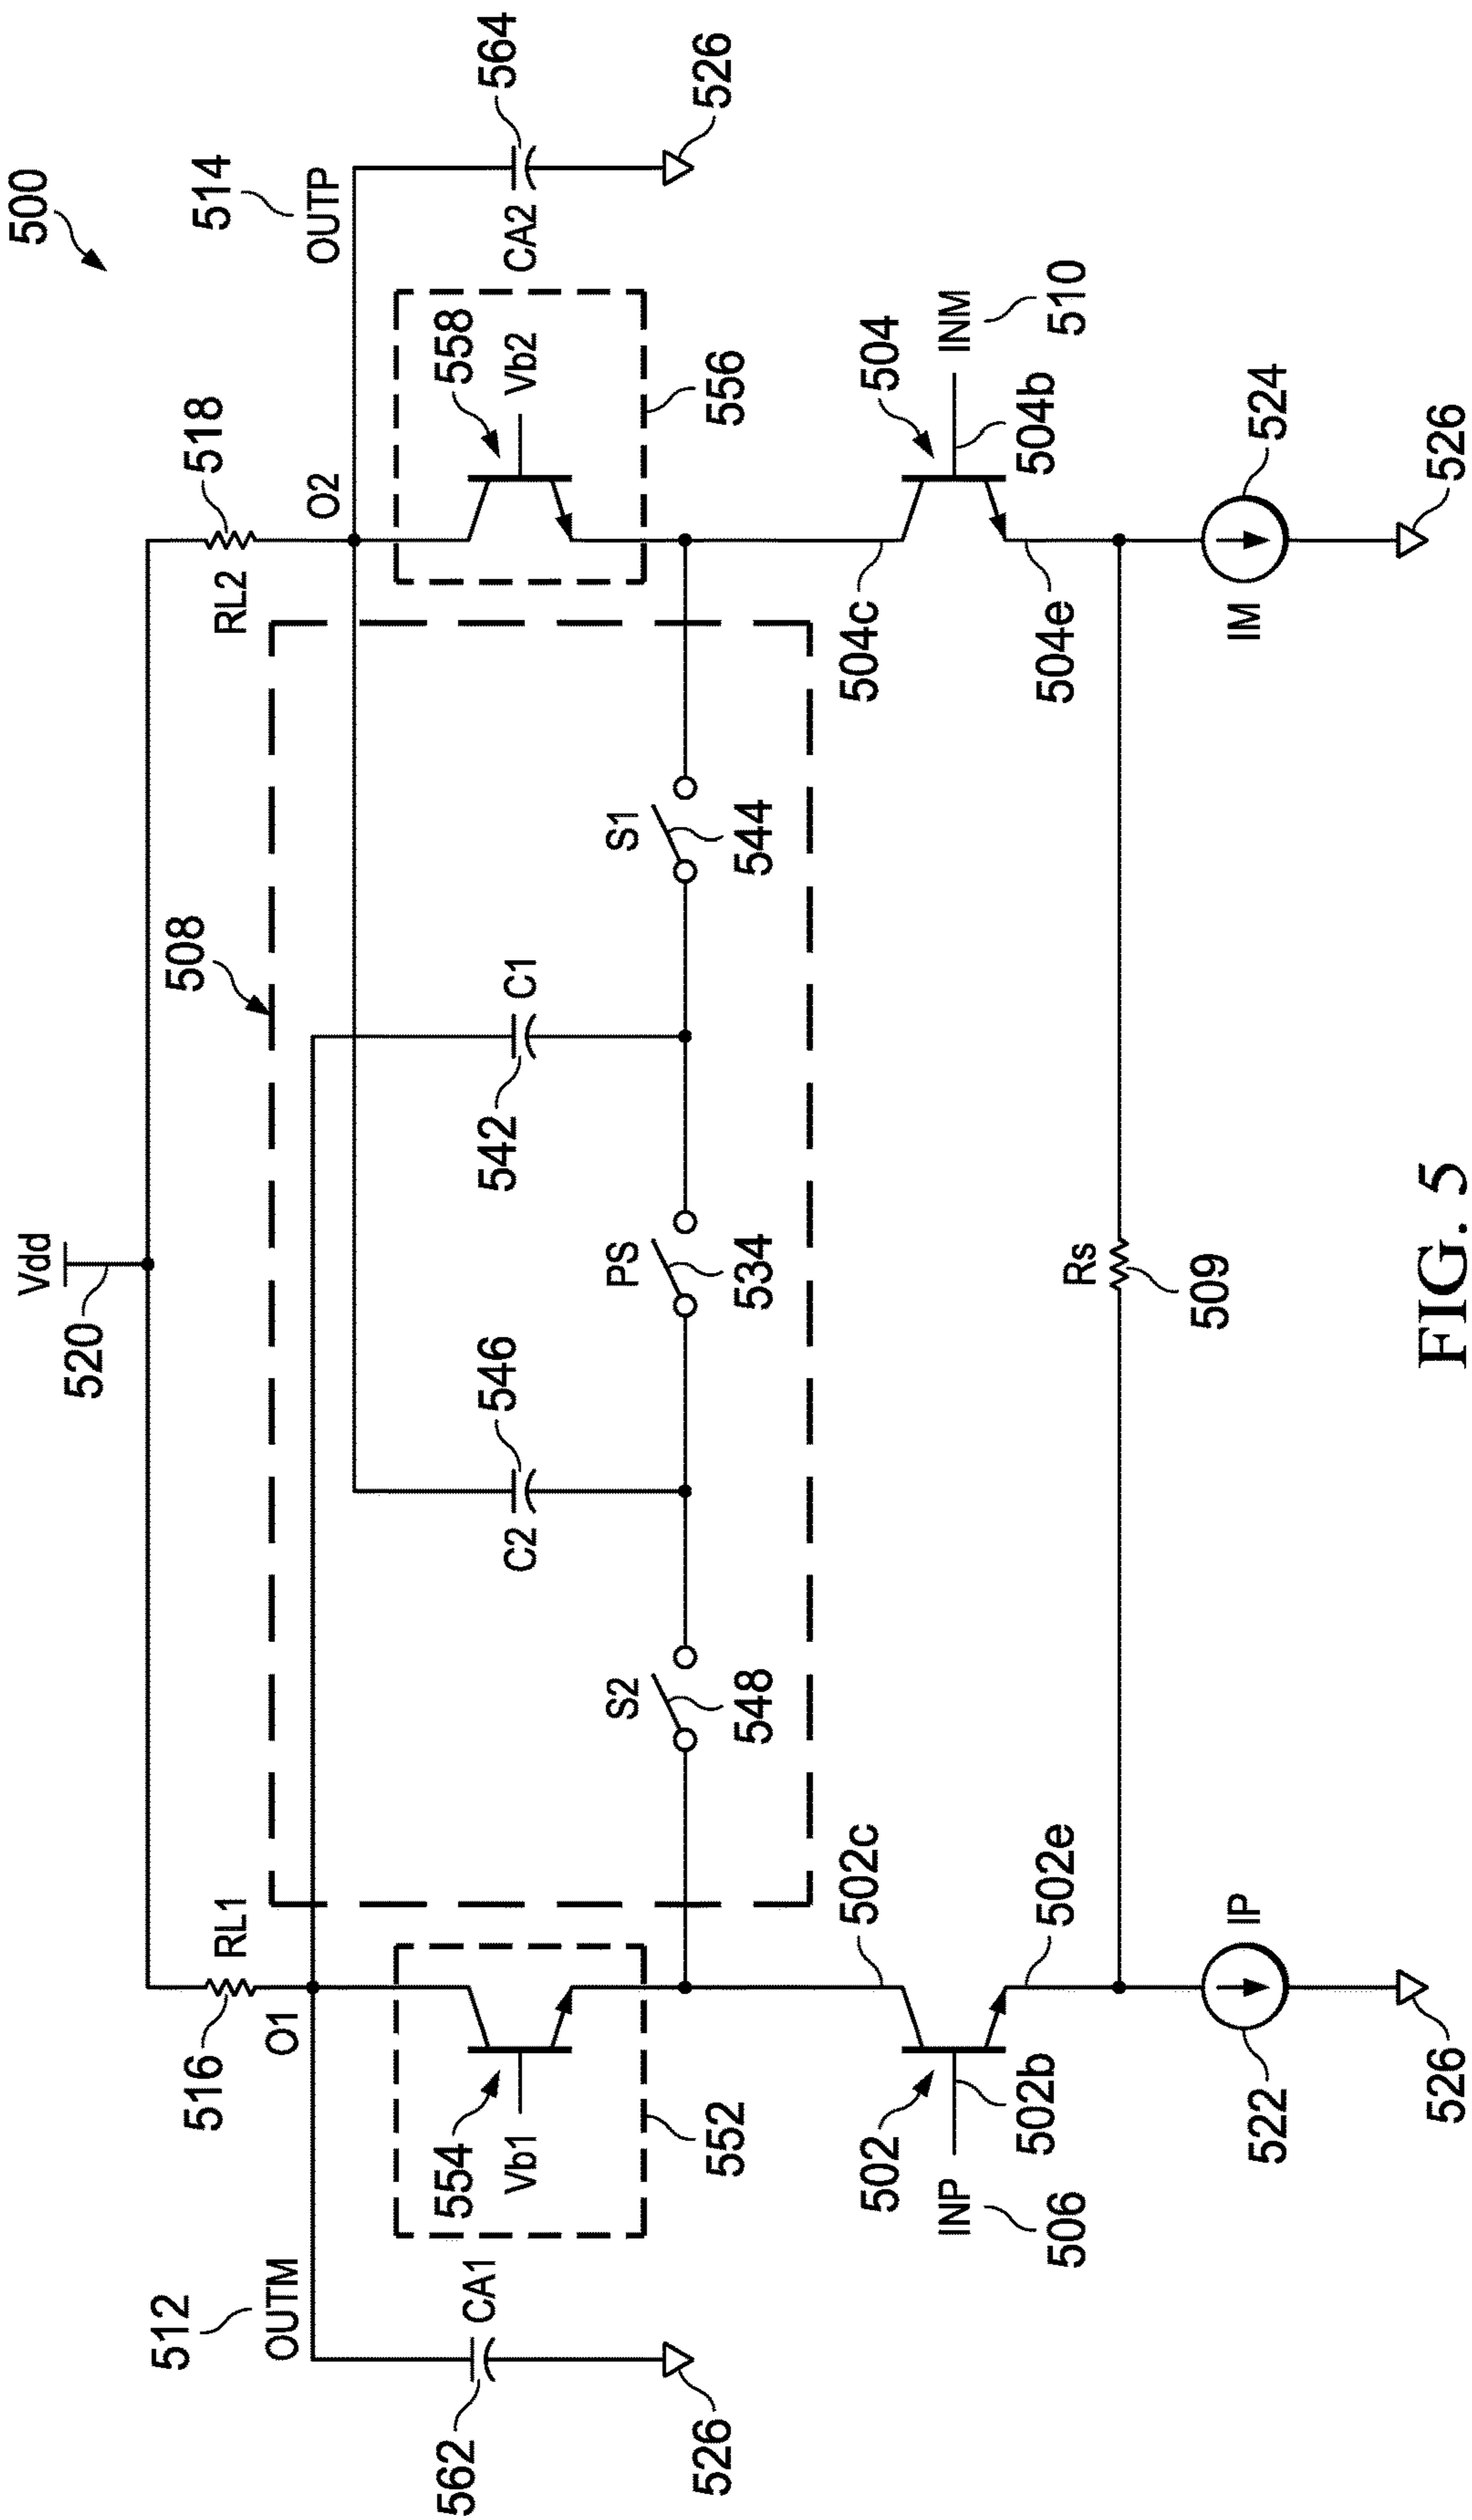 500
Vdd
520
512
OUTM
516
RL1
O1
508
RL2
518
O2
514
OUTP
562
CA1
554
Vb1
552
C2
546
542
C1
558
Vb2
556
CA2
564
526
526
S2
548
PS
534
S1
544
502
INP
506
502b
502c
502e
504c
504e
504
504b
INM
510
Rs
509
522
IP
IM
524
526
526
FIG. 5